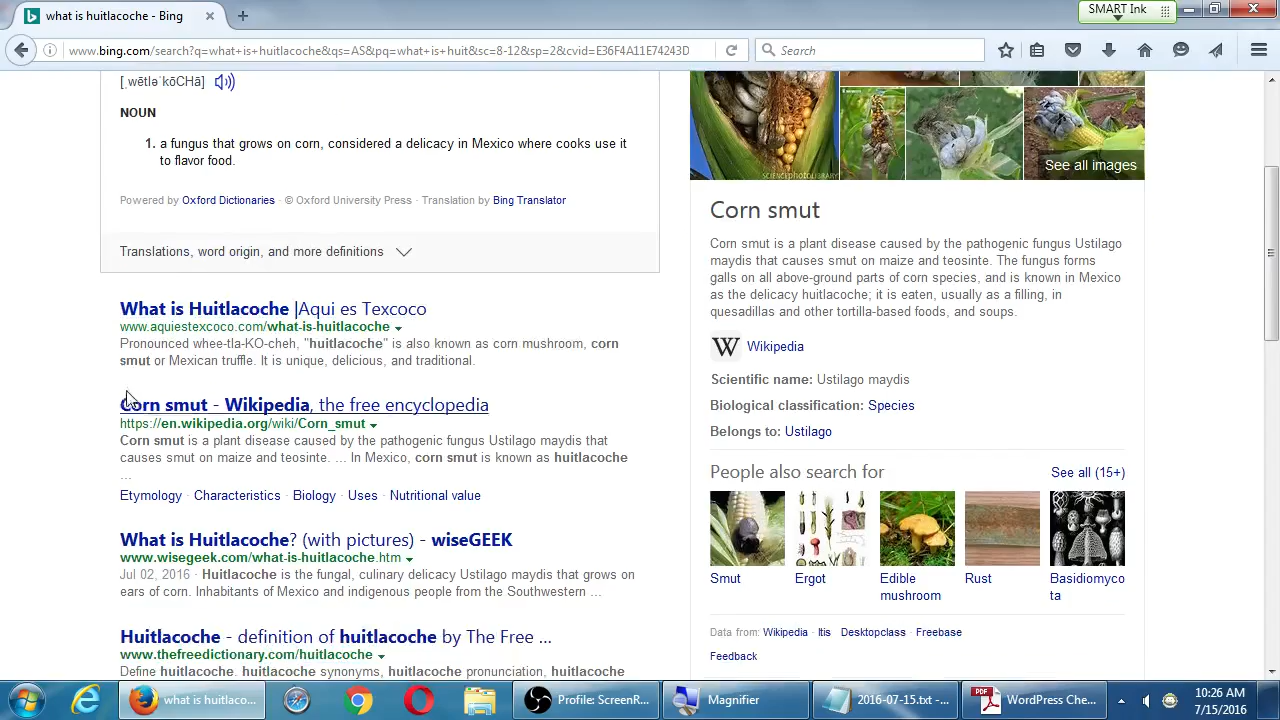 what is huitlacoche - Bing
SMART Ink
www.bing.com/search?q=what+is+huitlacoche&qs=AS&pq=what+is+huit&sc=8-12&sp=2&cvid=E36F4A11E74243D
Search
[ˌwētləˈkōCHā]
NOUN
1. a fungus that grows on corn, considered a delicacy in Mexico where cooks use it
to flavor food.
Powered by Oxford Dictionaries · © Oxford University Press · Translation by Bing Translator
Translations, word origin, and more definitions
What is Huitlacoche |Aqui es Texcoco
www.aquiestexcoco.com/what-is-huitlacoche
Pronounced whee-tla-KO-cheh, "huitlacoche" is also known as corn mushroom, corn
smut or Mexican truffle. It is unique, delicious, and traditional.
Corn smut - Wikipedia, the free encyclopedia
https://en.wikipedia.org/wiki/Corn_smut
Corn smut is a plant disease caused by the pathogenic fungus Ustilago maydis that
causes smut on maize and teosinte. ... In Mexico, corn smut is known as huitlacoche
...
Etymology · Characteristics · Biology · Uses · Nutritional value
What is Huitlacoche? (with pictures) - wiseGEEK
www.wisegeek.com/what-is-huitlacoche.htm
Jul 02, 2016 · Huitlacoche is the fungal, culinary delicacy Ustilago maydis that grows on
ears of corn. Inhabitants of Mexico and indigenous people from the Southwestern ...
Huitlacoche - definition of huitlacoche by The Free ...
www.thefreedictionary.com/huitlacoche
Define huitlacoche. huitlacoche synonyms, huitlacoche pronunciation, huitlacoche
SCIENCEPHOTOLIBRARY
See all images
Corn smut
Corn smut is a plant disease caused by the pathogenic fungus Ustilago
maydis that causes smut on maize and teosinte. The fungus forms
galls on all above-ground parts of corn species, and is known in Mexico
as the delicacy huitlacoche; it is eaten, usually as a filling, in
quesadillas and other tortilla-based foods, and soups.
W Wikipedia
Scientific name: Ustilago maydis
Biological classification: Species
Belongs to: Ustilago
People also search for
See all (15+)
Smut
Ergot
Edible
mushroom
Rust
Basidiomyco
ta
Data from: Wikipedia · Itis Desktopclass · Freebase
Feedback
what is huitlaco...
Profile: ScreenR...
Magnifier
2016-07-15.txt -...
PDF
WordPress Che...
10:26 AM
7/15/2016